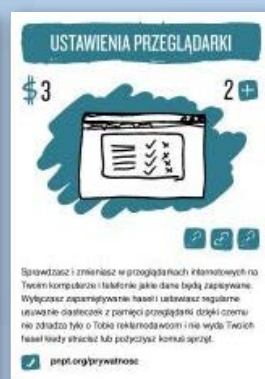 USTAWIENIA PRZEGLĄDARKI
$3
2+
Sprawdzasz i zmieniasz w przeglądarkach internetowych na
Twoim komputerze i telefonie jakie dane będą zapisywane.
Wyłączasz zapamiętywanie haseł i ustawiasz regularne
usuwanie ciasteczek z pamięci przeglądarki dzięki czemu
nie zdradza tyle o Tobie reklamodawcom i nie wyda Twoich
haseł kiedy stracisz lub pożyczysz komuś sprzęt.
pnpt.org/prywatnosc